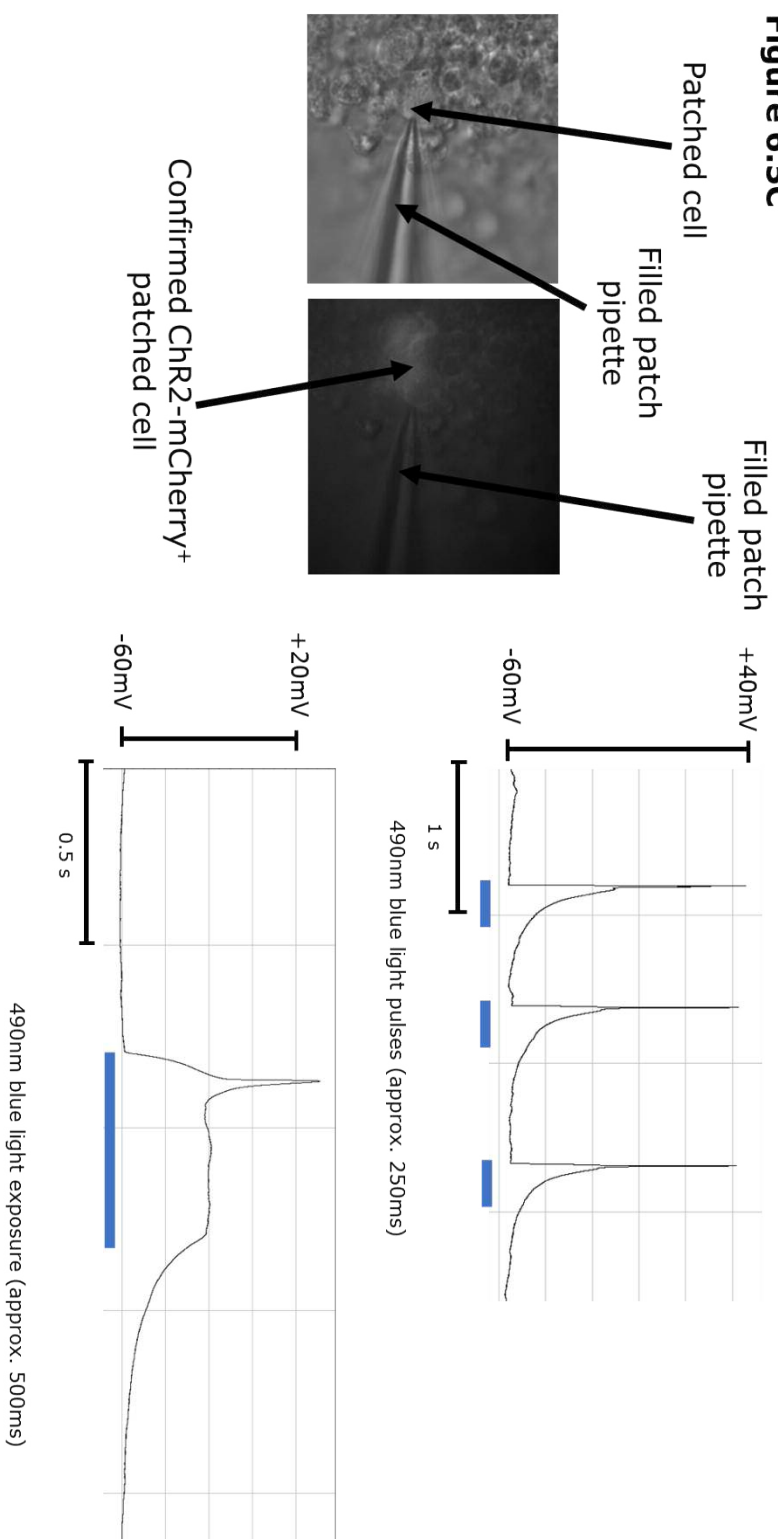 Figure 6.5C
Patched cell
Filled patch
pipette
Filled patch
pipette
Confirmed ChR2-mCherry⁺
patched cell
+40mV
-60mV
1 s
490nm blue light pulses (approx. 250ms)
+20mV
-60mV
0.5 s
490nm blue light exposure (approx. 500ms)